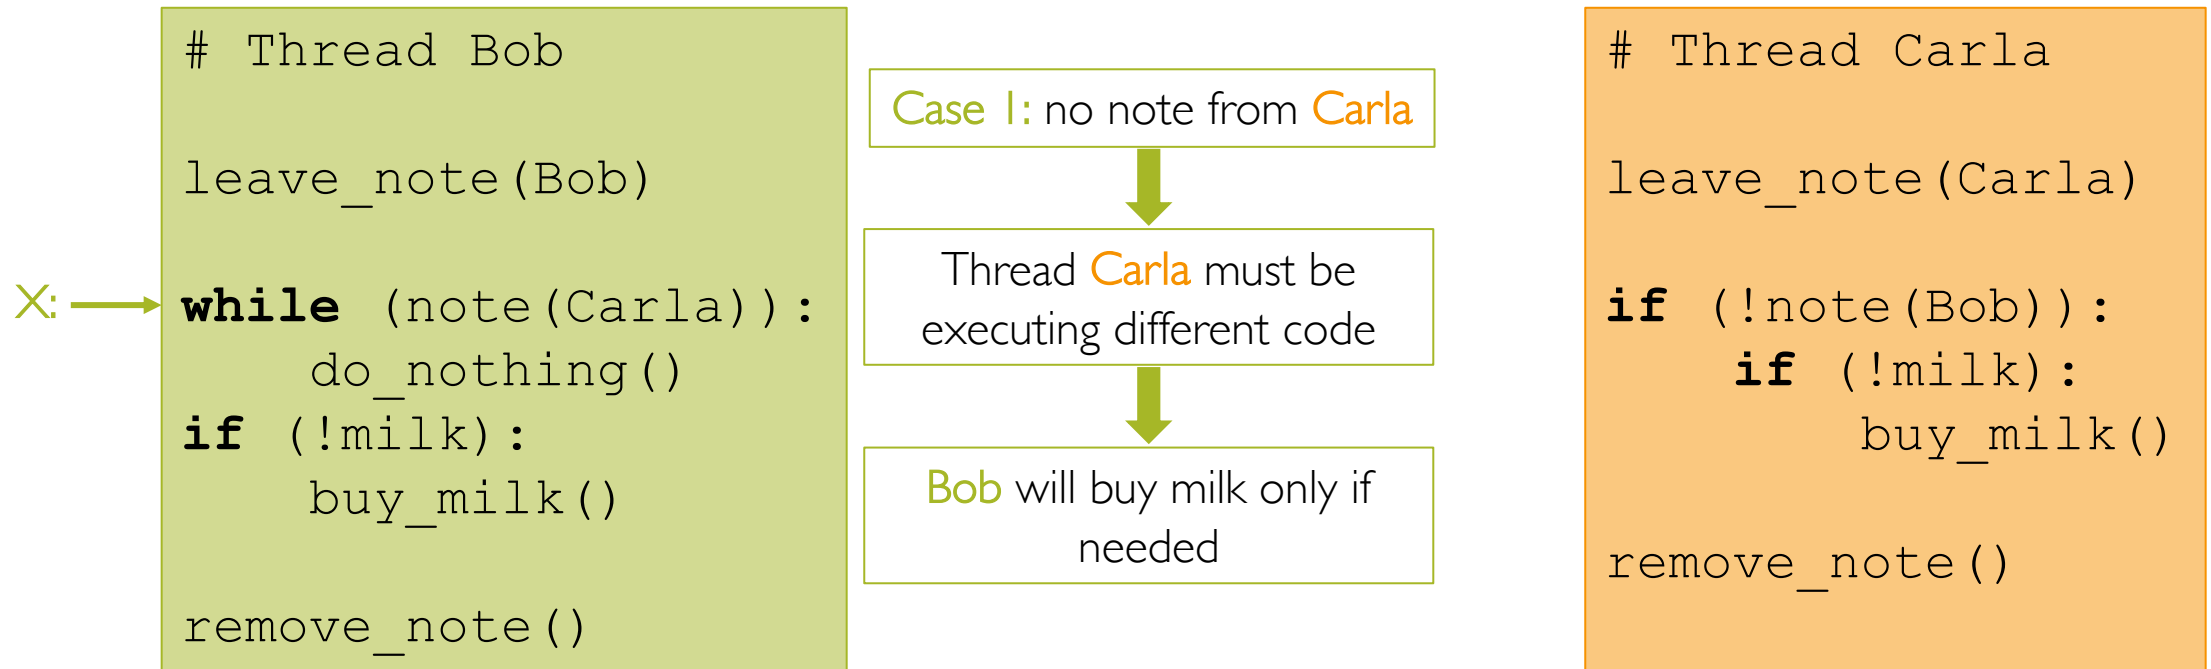 # Thread Bob
leave_note(Bob)
X:
while (note(Carla)):
do_nothing()
if (!milk):
buy_milk()
remove_note()
Case 1: no note from Carla
Thread Carla must be
executing different code
Bob will buy milk only if
needed
# Thread Carla
leave_note(Carla)
if (!note(Bob)):
if (!milk):
buy_milk()
remove_note()